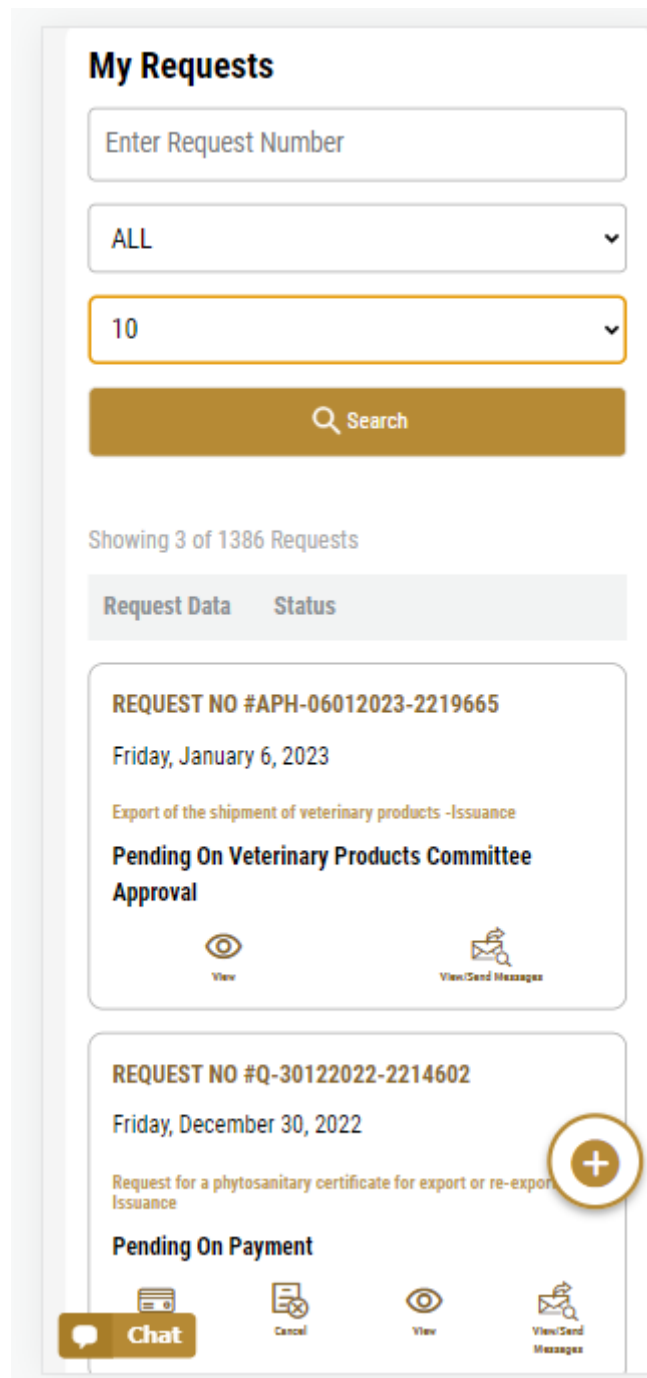 My Requests
Enter Request Number
ALL
10
Search
Showing 3 of 1386 Requests
Request Data Status
REQUEST NO #APH-06012023-2219665
Friday, January 6, 2023
Export of the shipment of veterinary products -Issuance
Pending On Veterinary Products Committee
Approval
View View/Send Messages
REQUEST NO #Q-30122022-2214602
Friday, December 30, 2022
Request for a phytosanitary certificate for export or re-expor
Issuance
Pending On Payment
Chat Cancel View View/Send
Messages